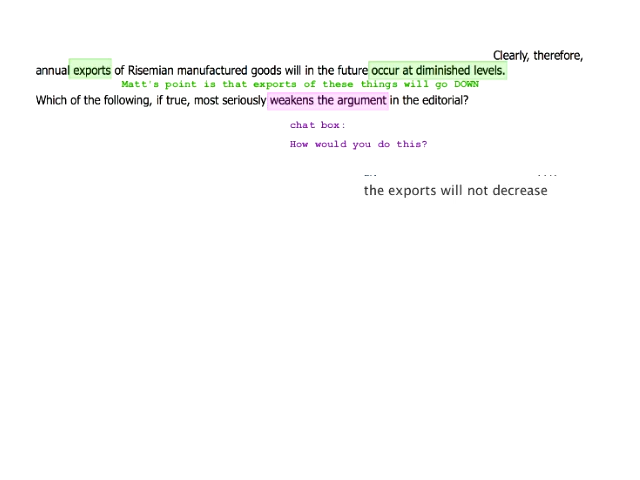 Clearly, therefore,
annual exports of Risemian manufactured goods will in the future occur at diminished levels.
Matt's point is that exports of these things will go DOWN
Which of the following, if true, most seriously weakens the argument in the editorial?
chat box:
How would you do this?
the exports will not decrease